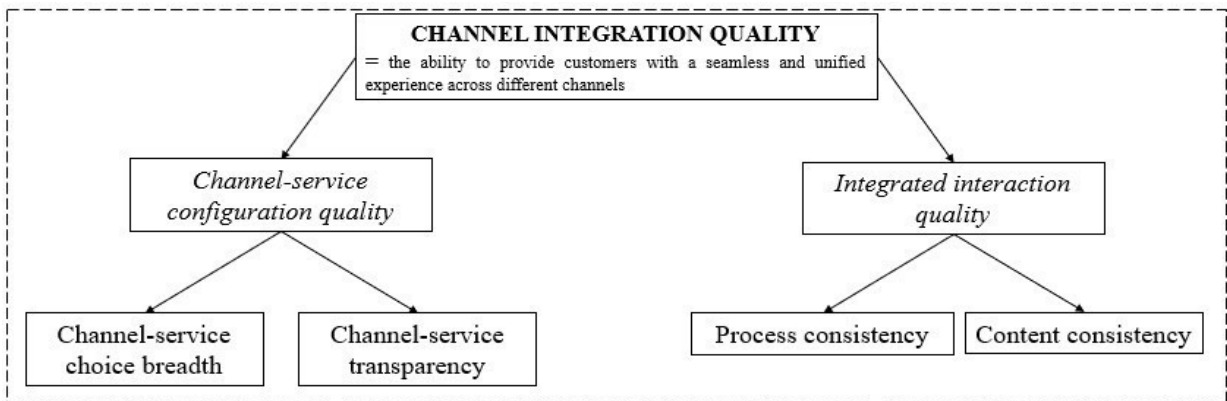 CHANNEL INTEGRATION QUALITY
= the ability to provide customers with a seamless and unified
experience across different channels
Channel-service
configuration quality
Integrated interaction
quality
Channel-service
choice breadth
Channel-service
transparency
Process consistency
Content consistency